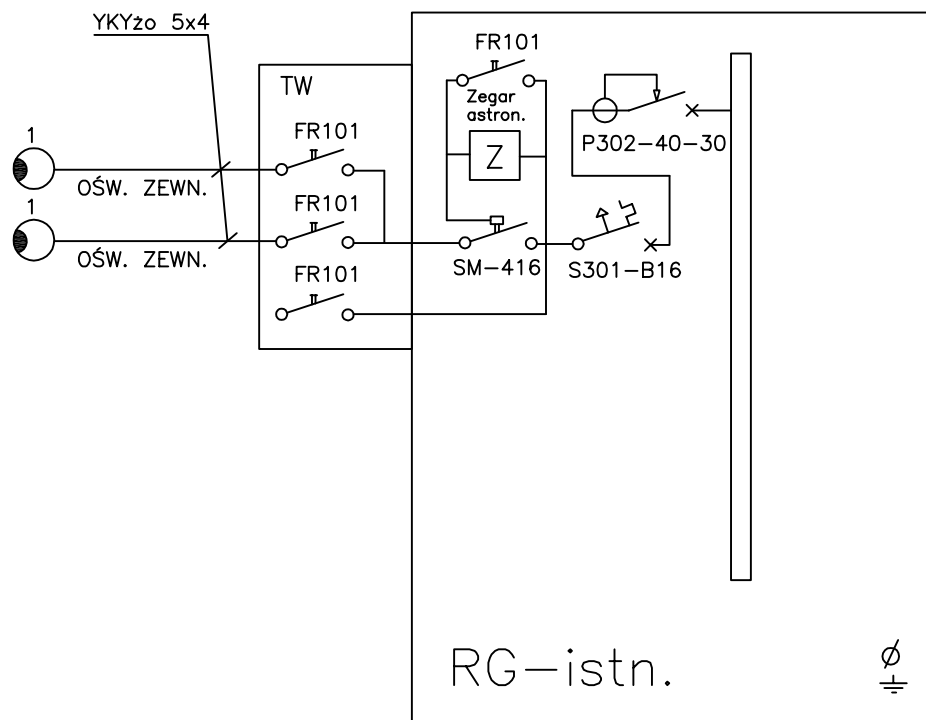 YKYżo 5x4
FR101
TW
Zegar
astron.
FR101
P302-40-30
1
Z
OŚW. ZEWN.
1
FR101
OŚW. ZEWN.
SM-416
S301-B16
FR101
RG-istn.